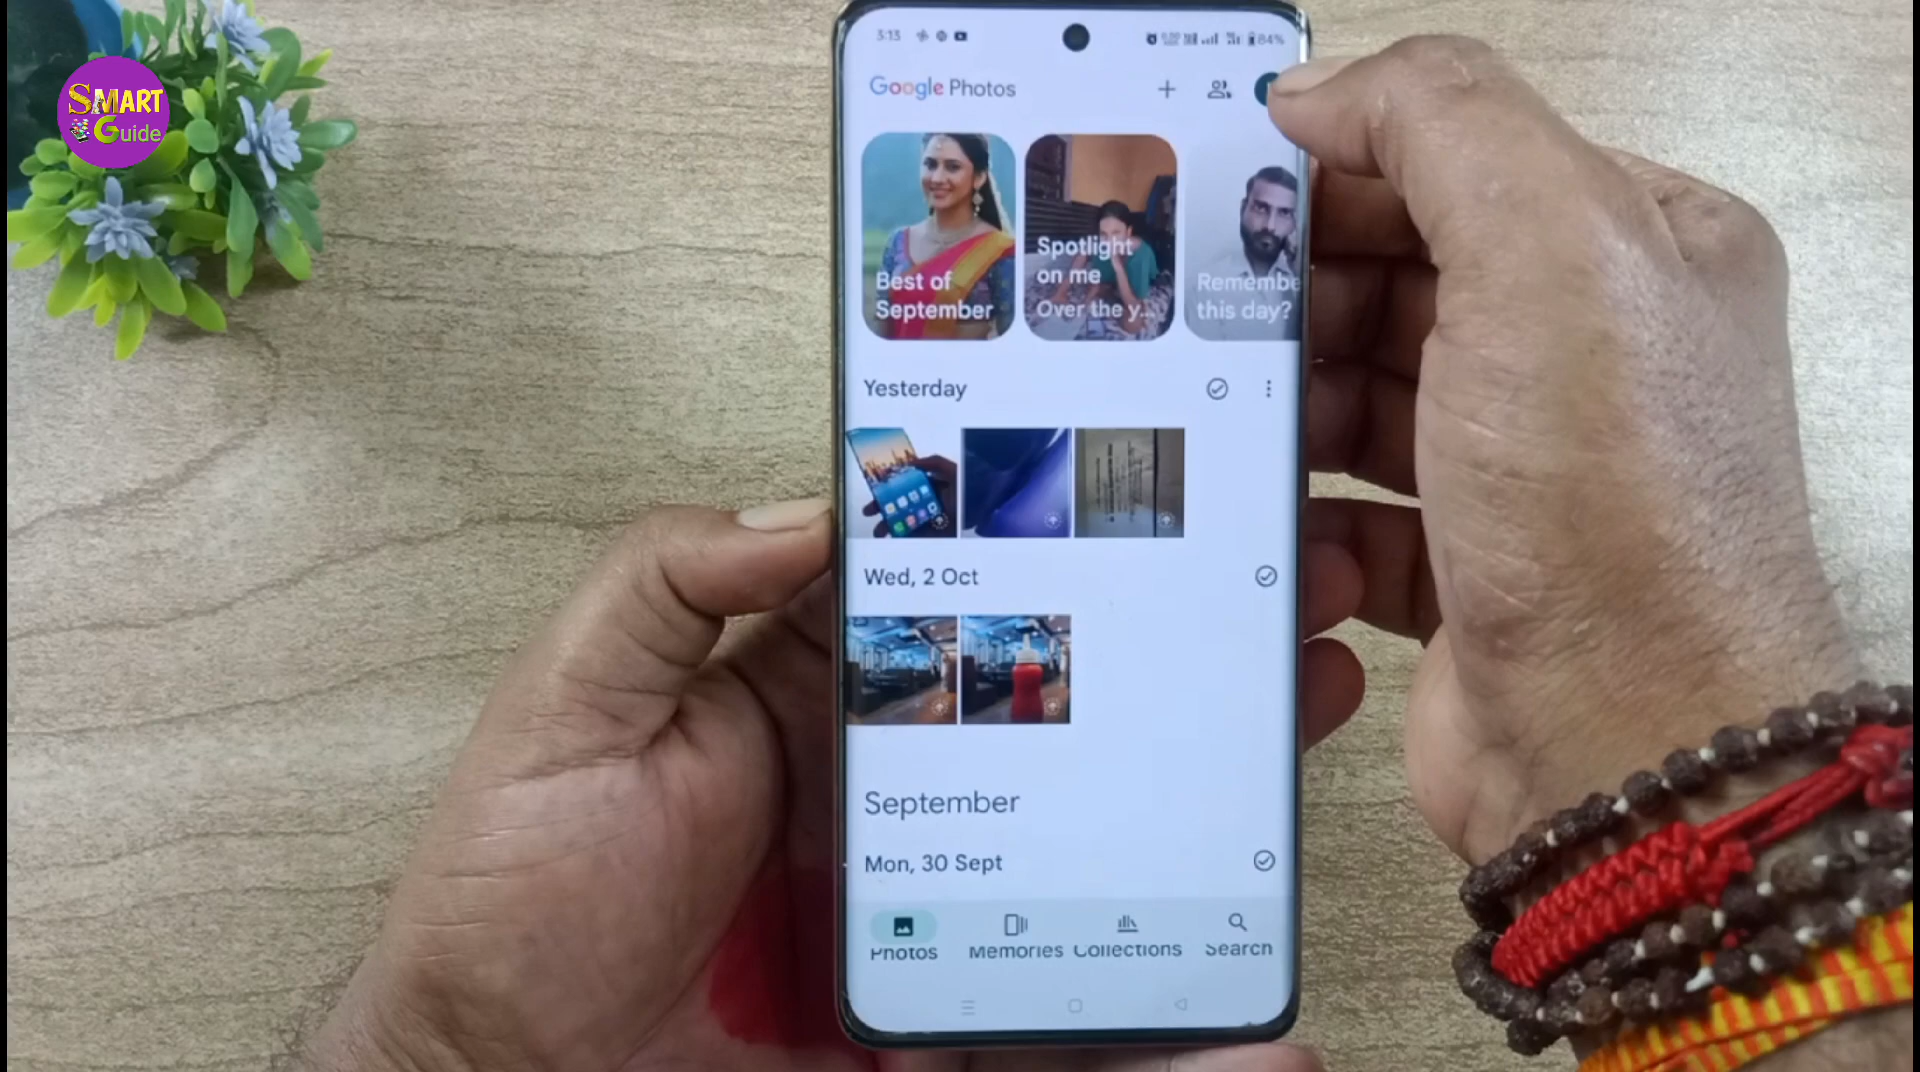 SMART
Guide
3:13
84%
Google Photos
Best of
September
Spotlight
on me
Over the y...
Remembe
this day?
Yesterday
Wed, 2 Oct
September
Mon, 30 Sept
Photos
Memories
Collections
Search